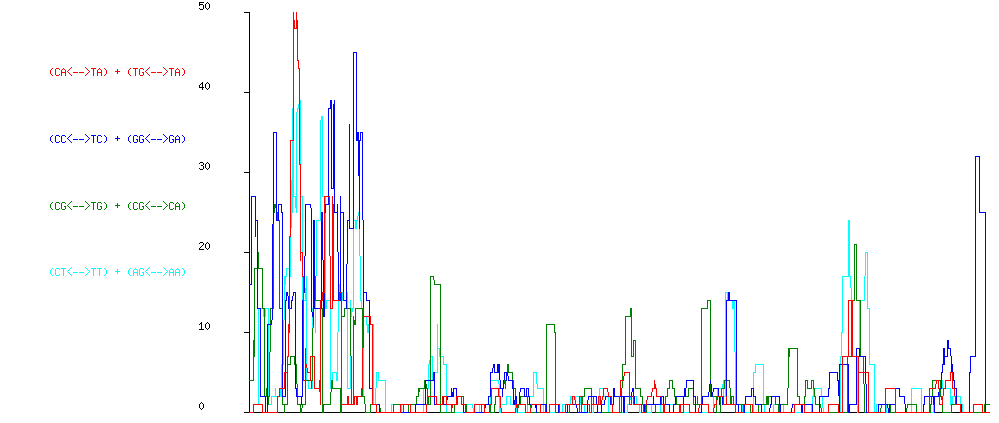 50
(CA<-->TA) + (TG<-->TA)
40
(CC<-->TC) + (GG<-->GA)
30
(CG<-->TG) + (CG<-->CA)
20
(CT<-->TT) + (AG<-->AA)
10
0